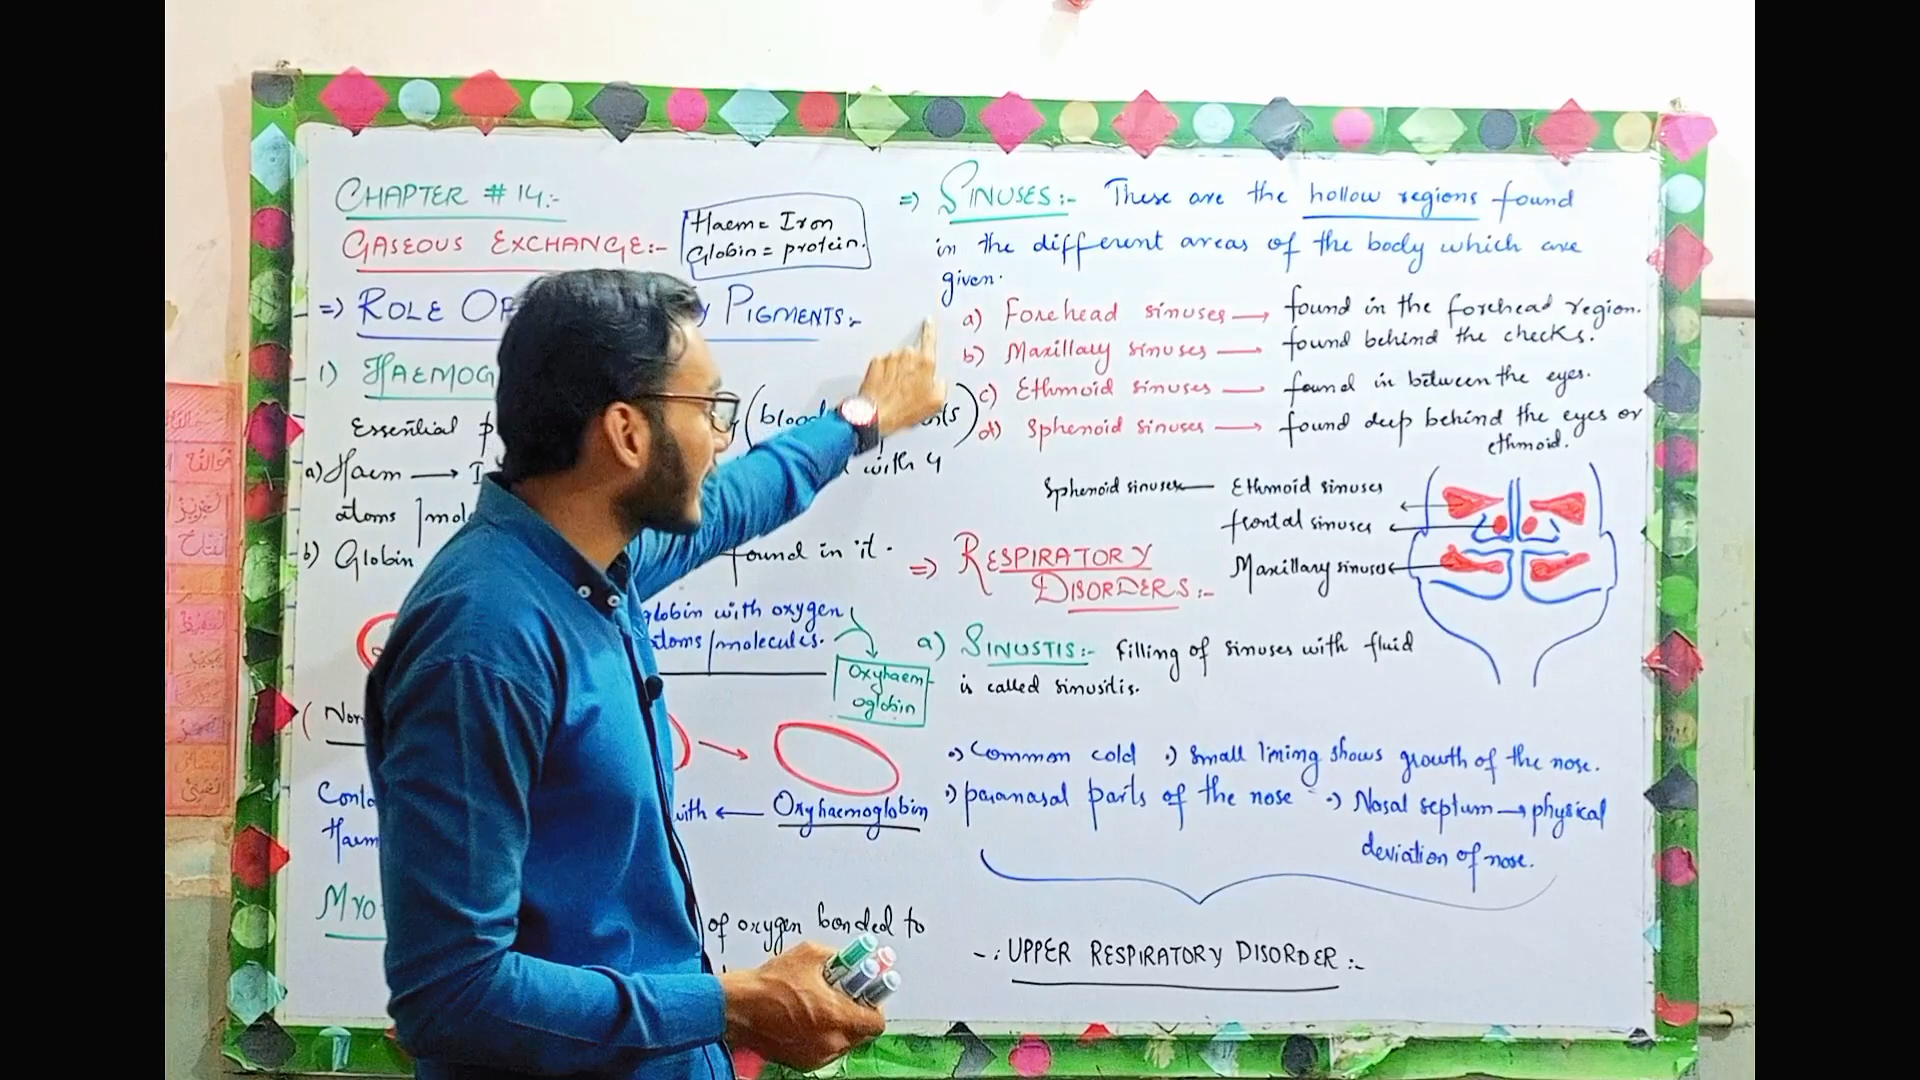 CHAPTER # 14:-
GASEOUS EXCHANGE:-
Haem = Iron
Globin = protein.
=> ROLE OF PIGMENTS:-
1) HAEMOG
Essential
(blood
a) Haem → with 4
atoms /mol
b) Globin found in it.
globin with oxygen
atoms/molecules.
Oxyhaem-
oglobin
(Nor
with ← Oxyhaemoglobin
Haem
MYO
of oxygen bonded to
=> SINUSES:- These are the hollow regions found
in the different areas of the body which are
given.
a) Forehead sinuses → found in the forehead region.
b) Maxillary sinuses → found behind the checks.
c) Ethmoid sinuses → found in between the eyes.
d) Sphenoid sinuses → found deep behind the eyes or
ethmoid.
Sphenoid sinuses Ethmoid sinuses
frontal sinuses
Maxillary sinuses
=> RESPIRATORY
DISORDERS:-
a) SINUSTIS:- Filling of sinuses with fluid
is called sinusitis.
•) Common cold •) Small lining shows growth of the nose.
•) paranasal parts of the nose •) Nasal septum → physical
deviation of nose.
-: UPPER RESPIRATORY DISORDER:-